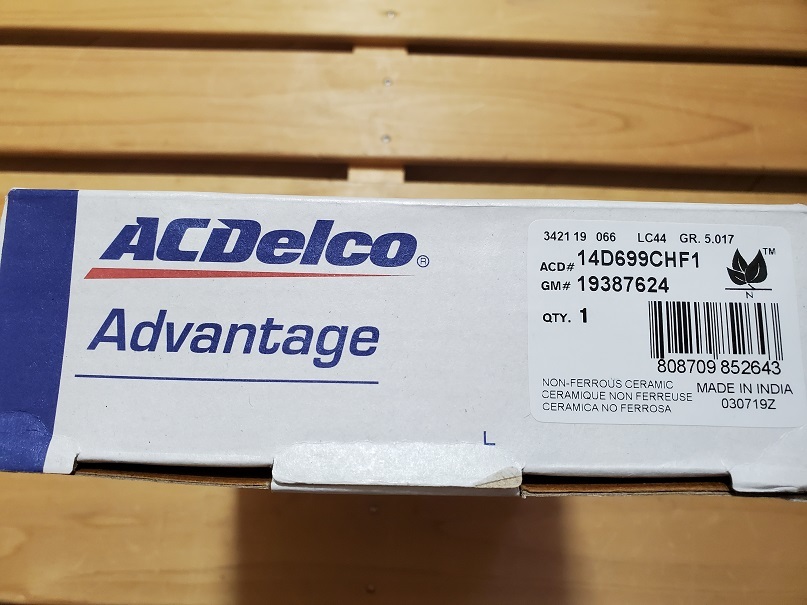 ACDelco®
Advantage
L
3421 19 066 LC44 GR. 5.017
ACD# 14D699CHF1
GM# 19387624
TM
N
QTY. 1
808709 852643
NON-FERROUS CERAMIC
CERAMIQUE NON FERREUSE
CERAMICA NO FERROSA
MADE IN INDIA
030719Z